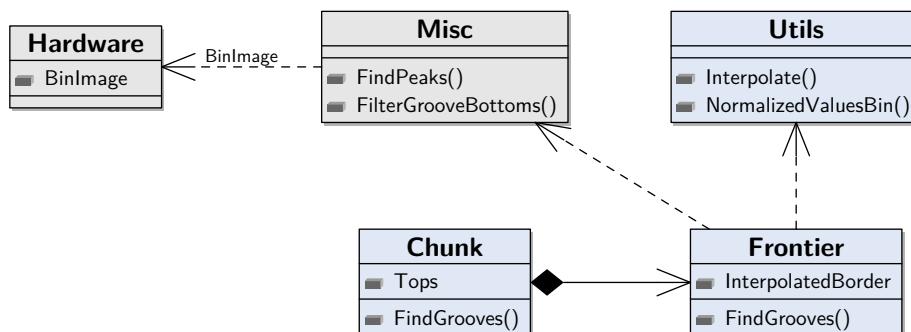 Hardware
BinImage
BinImage
Misc
FindPeaks()
FilterGrooveBottoms()
Utils
Interpolate()
NormalizedValuesBin()
Chunk
Tops
FindGrooves()
Frontier
InterpolatedBorder
FindGrooves()